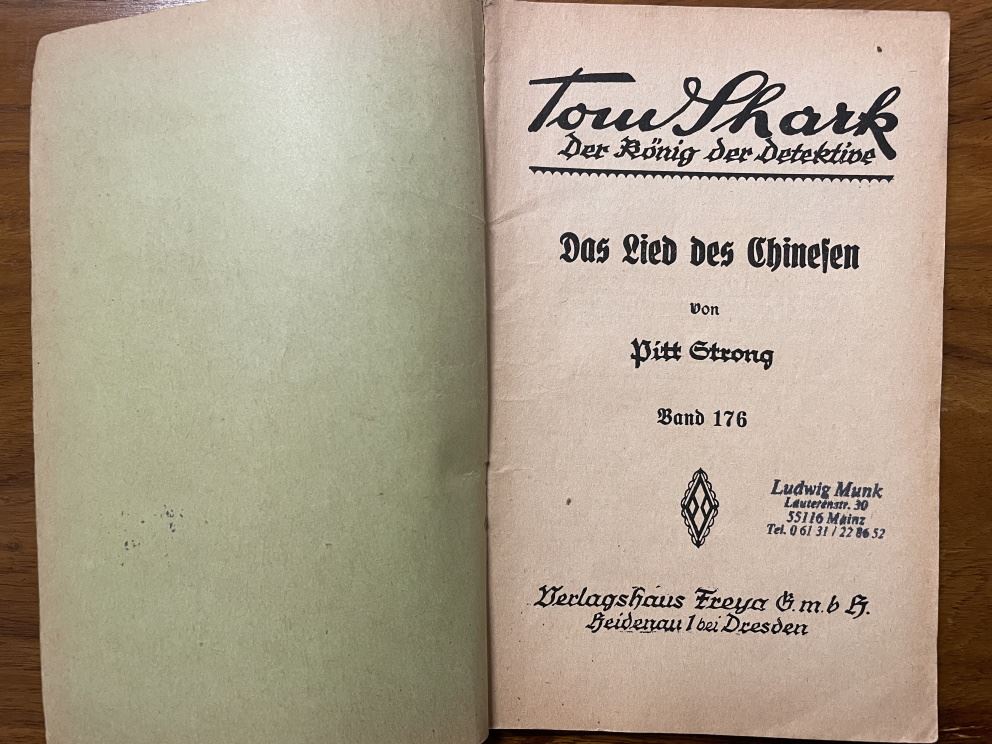 Tom Shark
Der König der Detektive
Das Lied des Chinesen
von
Pitt Strong
Band 176
Ludwig Munk
Lauterenstr. 30
55116 Mainz
Tel. 0 61 31 / 22 86 52
Verlagshaus Freya G.m.b H.
Heidenau 1 bei Dresden